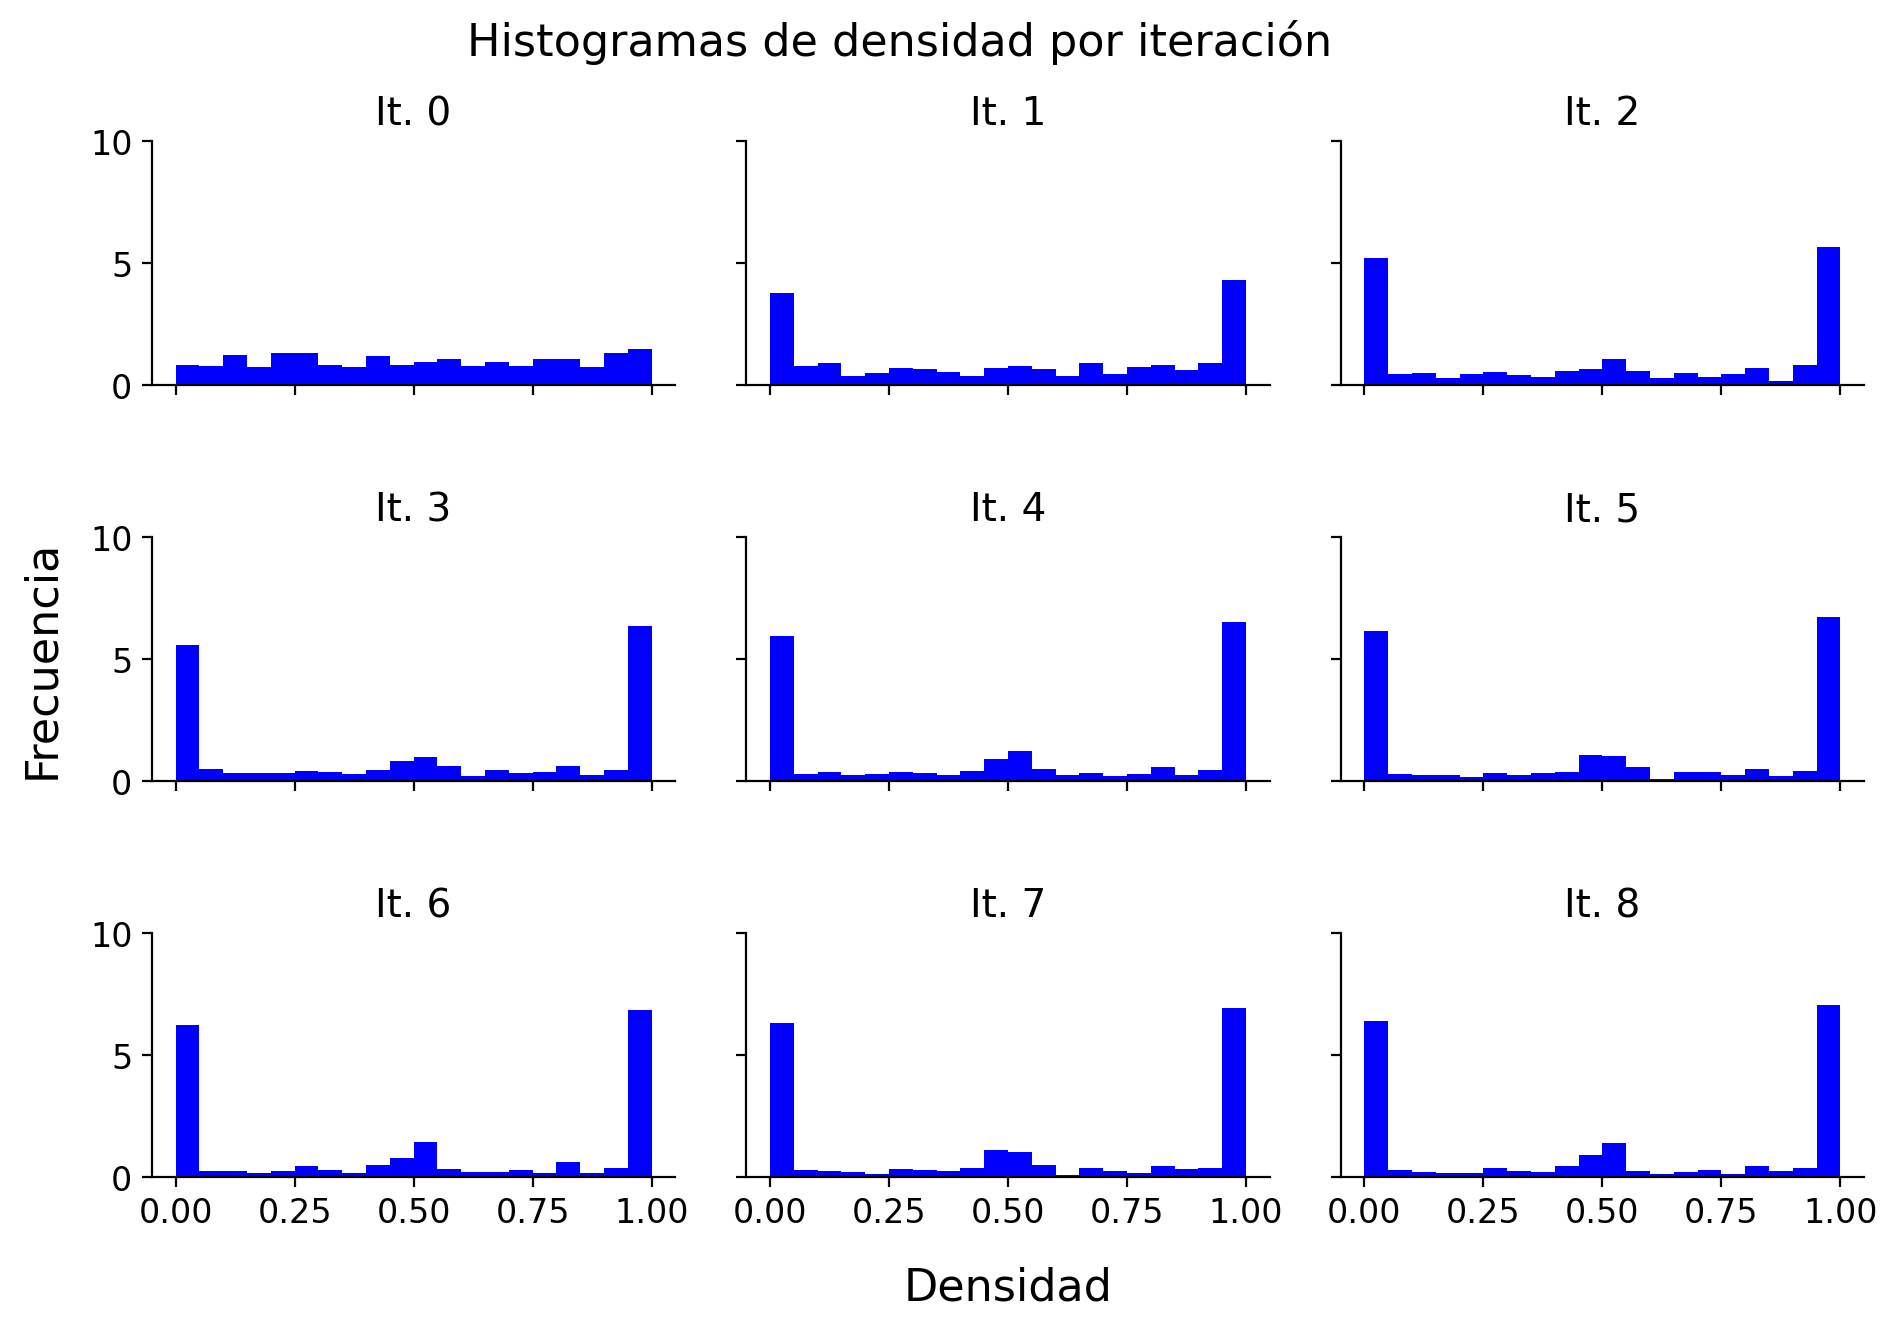 Histogramas de densidad por iteración
It. 0
It. 1
It. 2
10
5
0
It. 3
It. 4
It. 5
10
5
0
Frecuencia
It. 6
It. 7
It. 8
10
5
0
0.00 0.25 0.50 0.75 1.00
0.00 0.25 0.50 0.75 1.00
0.00 0.25 0.50 0.75 1.00
Densidad